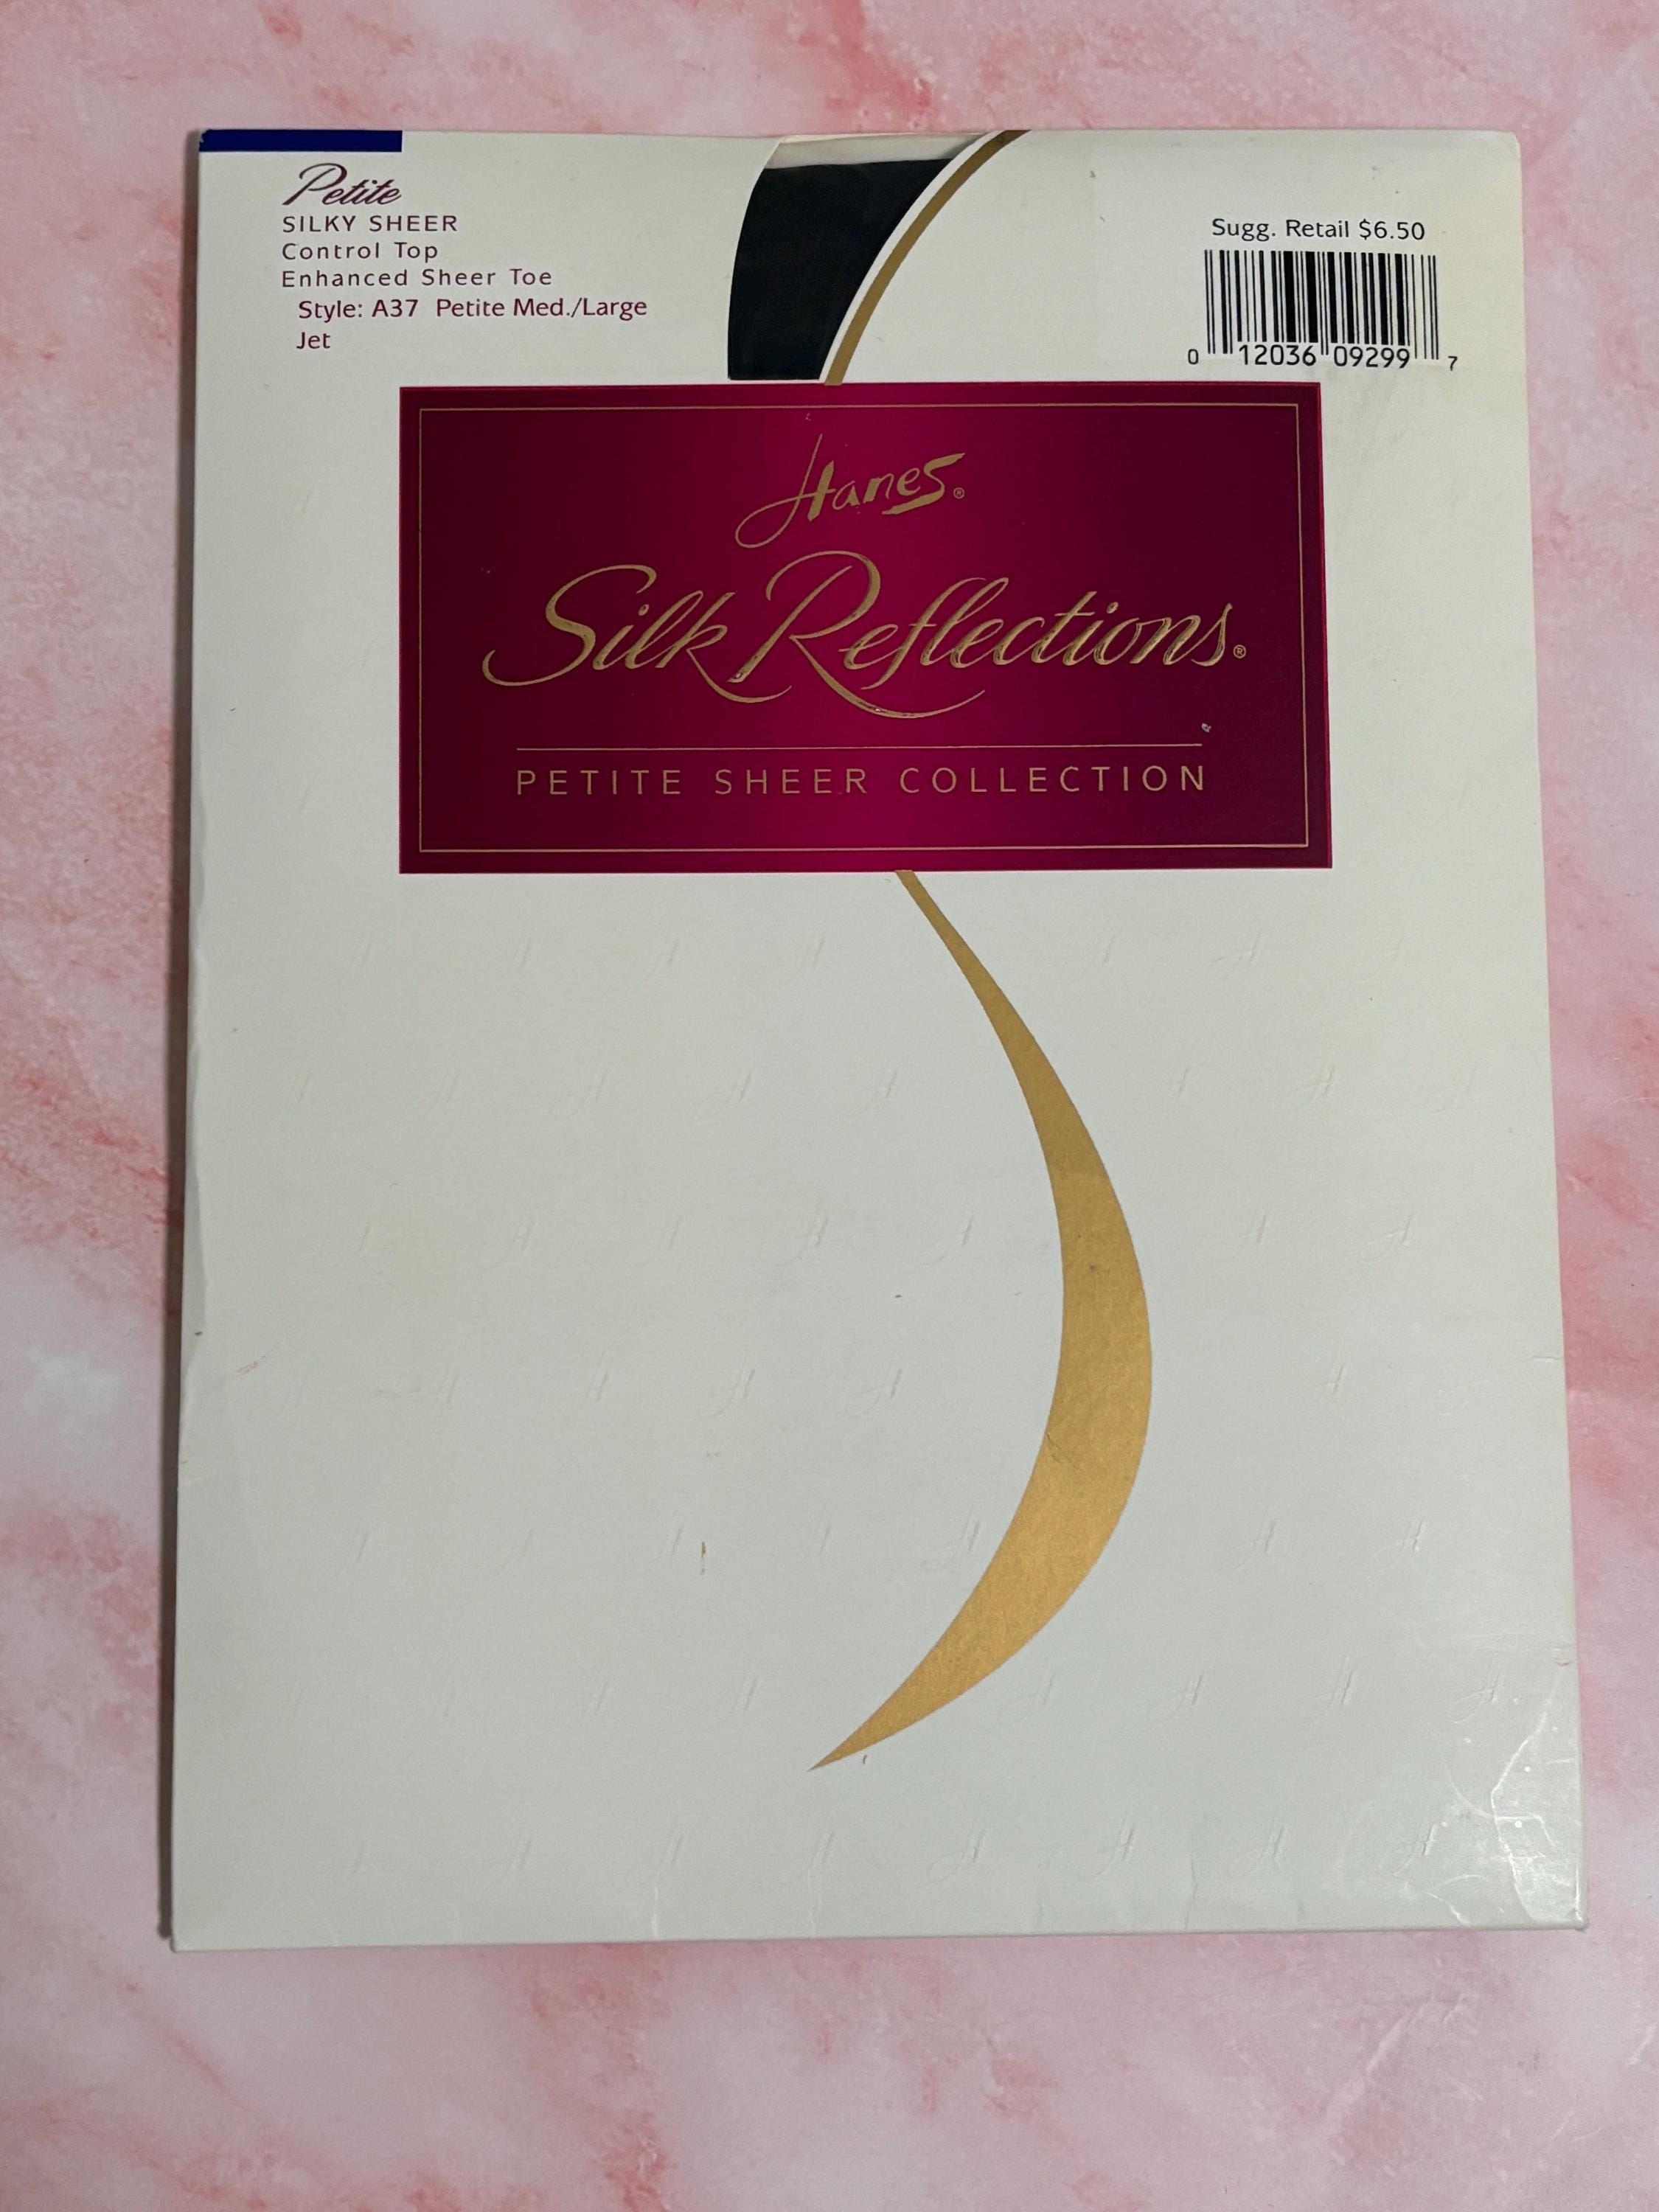 Petite
SILKY SHEER
Control Top
Enhanced Sheer Toe
Style: A37 Petite Med./Large
Jet
Sugg. Retail $6.50
0 12036 09299 7
Hanes®
Silk Reflections®
PETITE SHEER COLLECTION